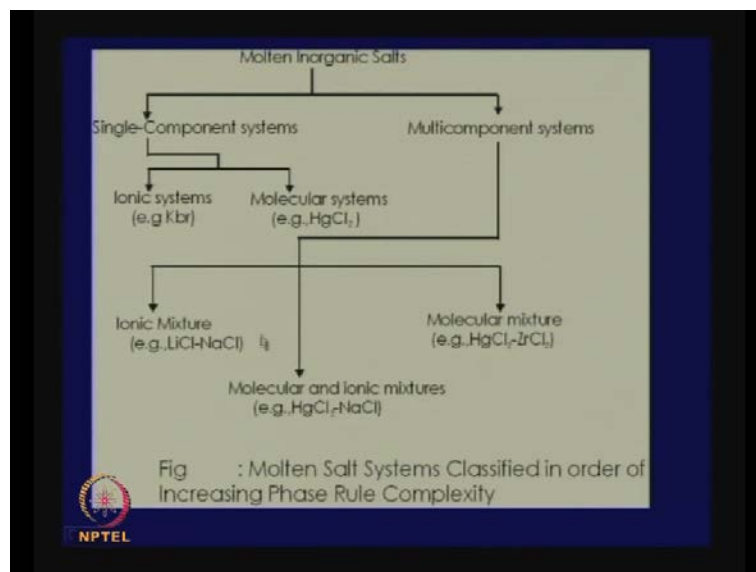 Molten Inorganic Salts
Single-Component systems
Multicomponent systems
Ionic systems
(e.g Kbr)
Molecular systems
(e.g.,HgCl₂)
Ionic Mixture
(e.g.,LiCl-NaCl)
Molecular mixture
(e.g.,HgCl₂-ZrCl₂)
Molecular and ionic mixtures
(e.g.,HgCl₂-NaCl)
Fig : Molten Salt Systems Classified in order of
Increasing Phase Rule Complexity
NPTEL